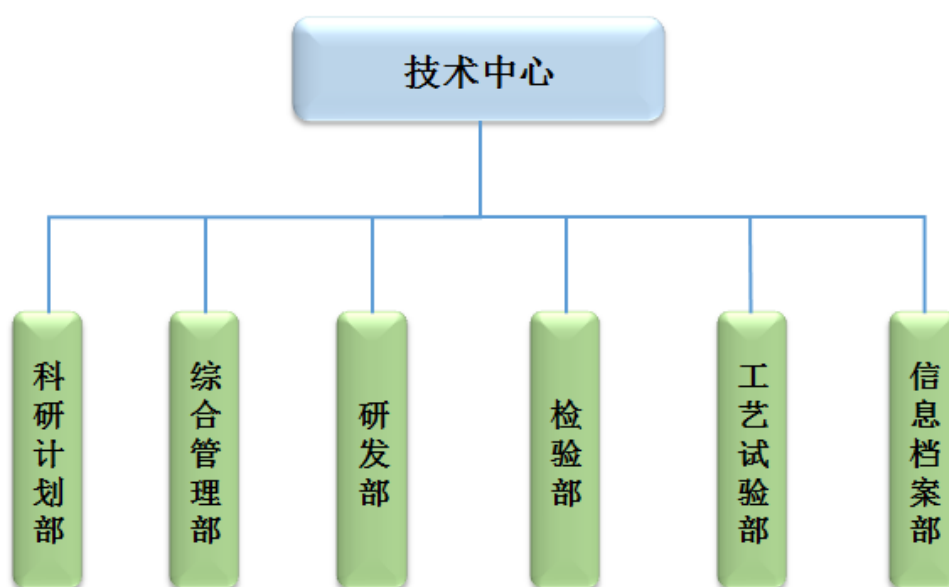 技术中心
科研计划部
综合管理部
研发部
检验部
工艺试验部
信息档案部